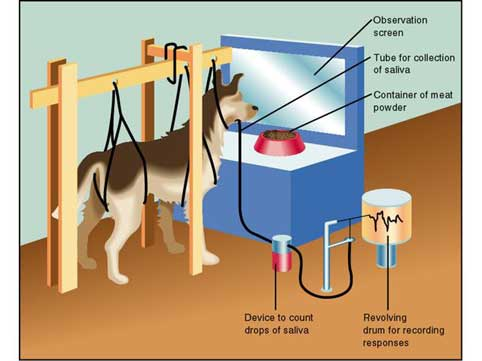 Observation
screen
Tube for collection
of saliva
Container of meat
powder
Device to count
drops of saliva
Revolving
drum for recording
responses